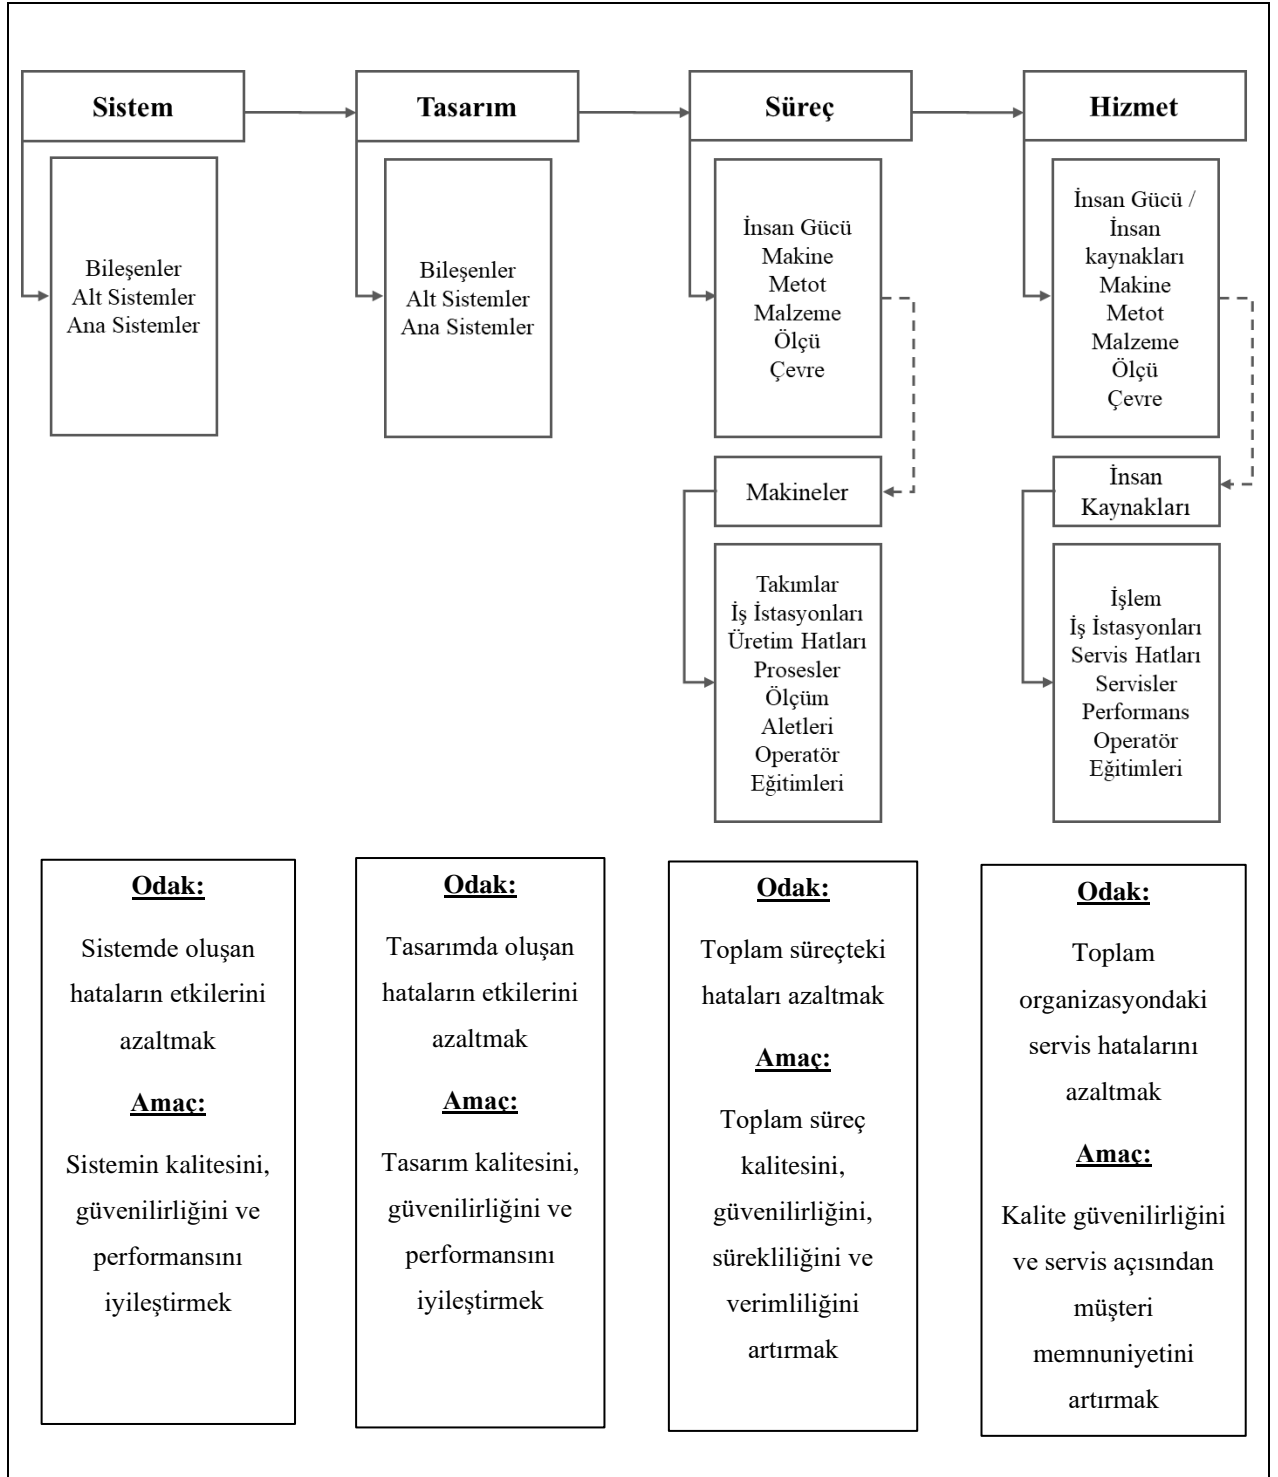 Sistem
Bileşenler
Alt Sistemler
Ana Sistemler
Tasarım
Bileşenler
Alt Sistemler
Ana Sistemler
Süreç
İnsan Gücü
Makine
Metot
Malzeme
Ölçü
Çevre
Makineler
Takımlar
İş İstasyonları
Üretim Hatları
Prosesler
Ölçüm
Aletleri
Operatör
Eğitimleri
Hizmet
İnsan Gücü /
İnsan
kaynakları
Makine
Metot
Malzeme
Ölçü
Çevre
İnsan
Kaynakları
İşlem
İş İstasyonları
Servis Hatları
Servisler
Performans
Operatör
Eğitimleri
Odak:
Sistemde oluşan
hataların etkilerini
azaltmak
Amaç:
Sistemin kalitesini,
güvenilirliğini ve
performansını
iyileştirmek
Odak:
Tasarımda oluşan
hataların etkilerini
azaltmak
Amaç:
Tasarım kalitesini,
güvenilirliğini ve
performansını
iyileştirmek
Odak:
Toplam süreçteki
hataları azaltmak
Amaç:
Toplam süreç
kalitesini,
güvenilirliğini,
sürekliliğini ve
verimliliğini
artırmak
Odak:
Toplam
organizasyondaki
servis hatalarını
azaltmak
Amaç:
Kalite güvenilirliğini
ve servis açısından
müşteri
memnuniyetini
artırmak